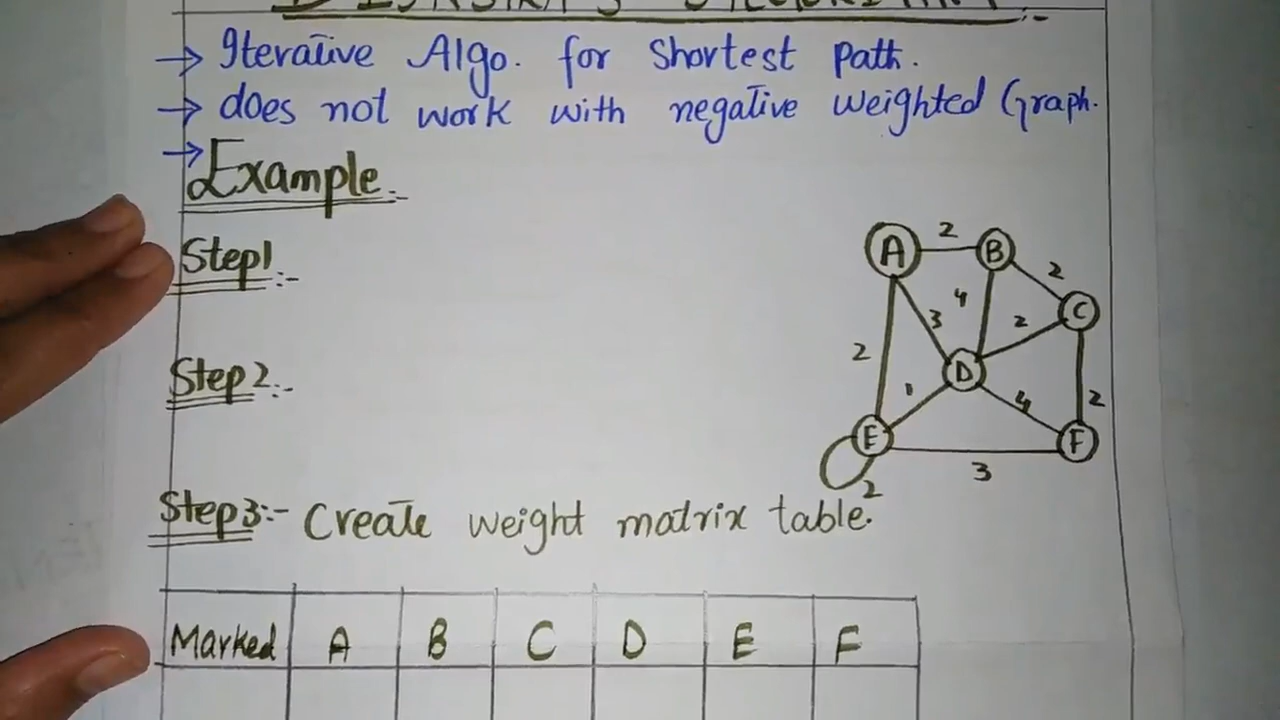 → Iterative Algo. for Shortest Path.
→ does not work with negative weighted Graph.
→
Example:-
Step1:-
A 2 B
2
4
3 2 C
2
D
1 4 2
E F
3
2
Step2:-
Step3:- Create weight matrix table.
Marked A B C D E F